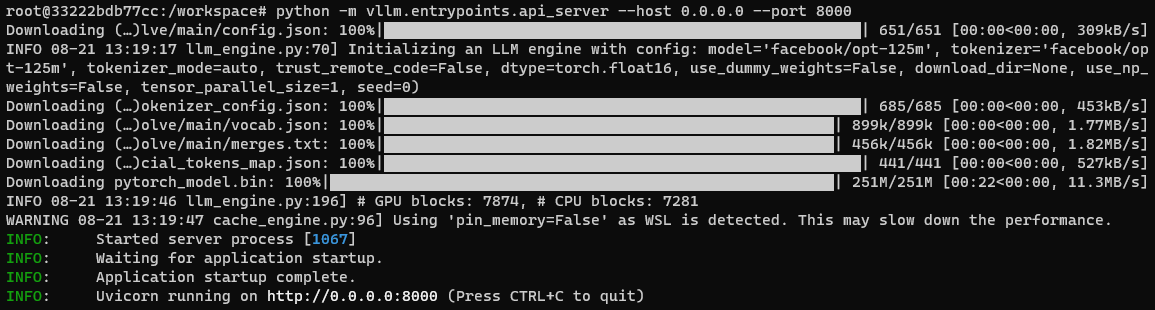 root@33222bdb77cc:/workspace# python -m vllm.entrypoints.api_server --host 0.0.0.0 --port 8000
Downloading (…)lve/main/config.json: 100%| | 651/651 [00:00<00:00, 309kB/s]
INFO 08-21 13:19:17 llm_engine.py:70] Initializing an LLM engine with config: model='facebook/opt-125m', tokenizer='facebook/op
t-125m', tokenizer_mode=auto, trust_remote_code=False, dtype=torch.float16, use_dummy_weights=False, download_dir=None, use_np_
weights=False, tensor_parallel_size=1, seed=0)
Downloading (…)okenizer_config.json: 100%| | 685/685 [00:00<00:00, 453kB/s]
Downloading (…)olve/main/vocab.json: 100%| | 899k/899k [00:00<00:00, 1.77MB/s]
Downloading (…)olve/main/merges.txt: 100%| | 456k/456k [00:00<00:00, 1.82MB/s]
Downloading (…)cial_tokens_map.json: 100%| | 441/441 [00:00<00:00, 527kB/s]
Downloading pytorch_model.bin: 100%| | 251M/251M [00:22<00:00, 11.3MB/s]
INFO 08-21 13:19:46 llm_engine.py:196] # GPU blocks: 7874, # CPU blocks: 7281
WARNING 08-21 13:19:47 cache_engine.py:96] Using 'pin_memory=False' as WSL is detected. This may slow down the performance.
INFO:     Started server process [1067]
INFO:     Waiting for application startup.
INFO:     Application startup complete.
INFO:     Uvicorn running on http://0.0.0.0:8000 (Press CTRL+C to quit)